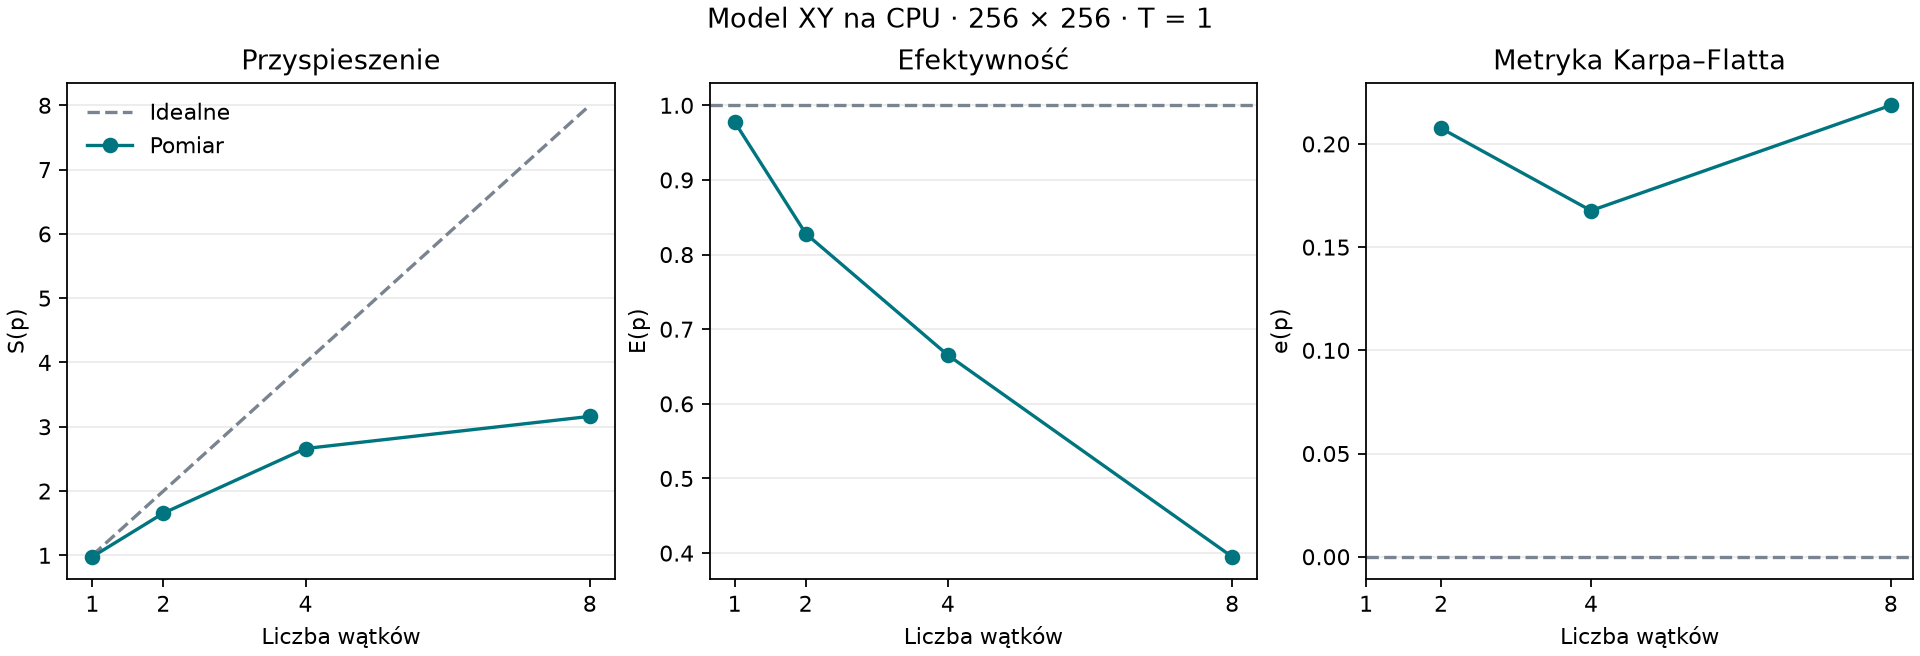 Model XY na CPU · 256 × 256 · T = 1
Przyspieszenie
S(p)
8
7
6
5
4
3
2
1
Idealne
Pomiar
1 2 4 8
Liczba wątków
Efektywność
E(p)
1.0
0.9
0.8
0.7
0.6
0.5
0.4
1 2 4 8
Liczba wątków
Metryka Karpa–Flatta
e(p)
0.20
0.15
0.10
0.05
0.00
1 2 4 8
Liczba wątków